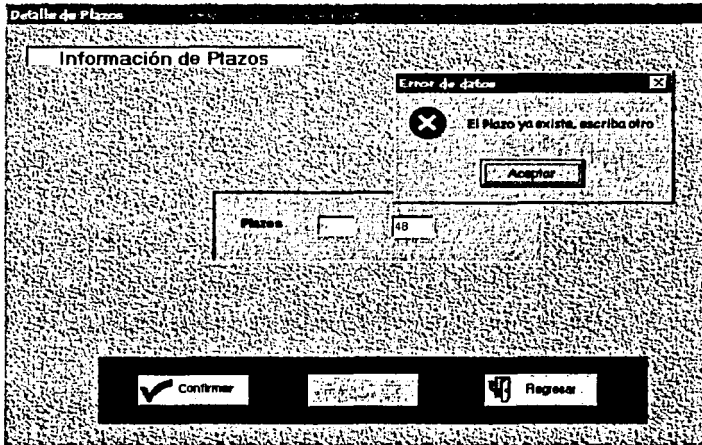 Detalle de Plazos
Información de Plazos
Error de datos
El Plazo ya existe, escriba otro
Aceptar
Plazos
48
Confirmar
Regresar